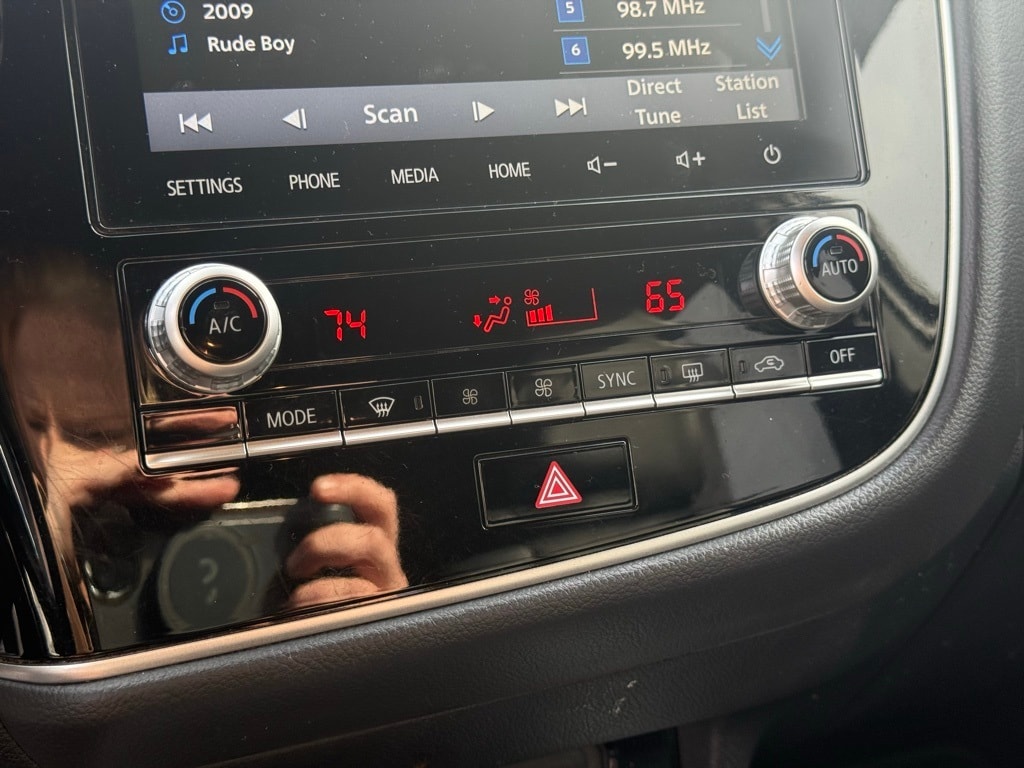 2009
Rude Boy
5 98.7 MHz
6 99.5 MHz
Scan
Direct
Tune
Station
List
SETTINGS PHONE MEDIA HOME
A/C
74
65
AUTO
MODE
SYNC
OFF